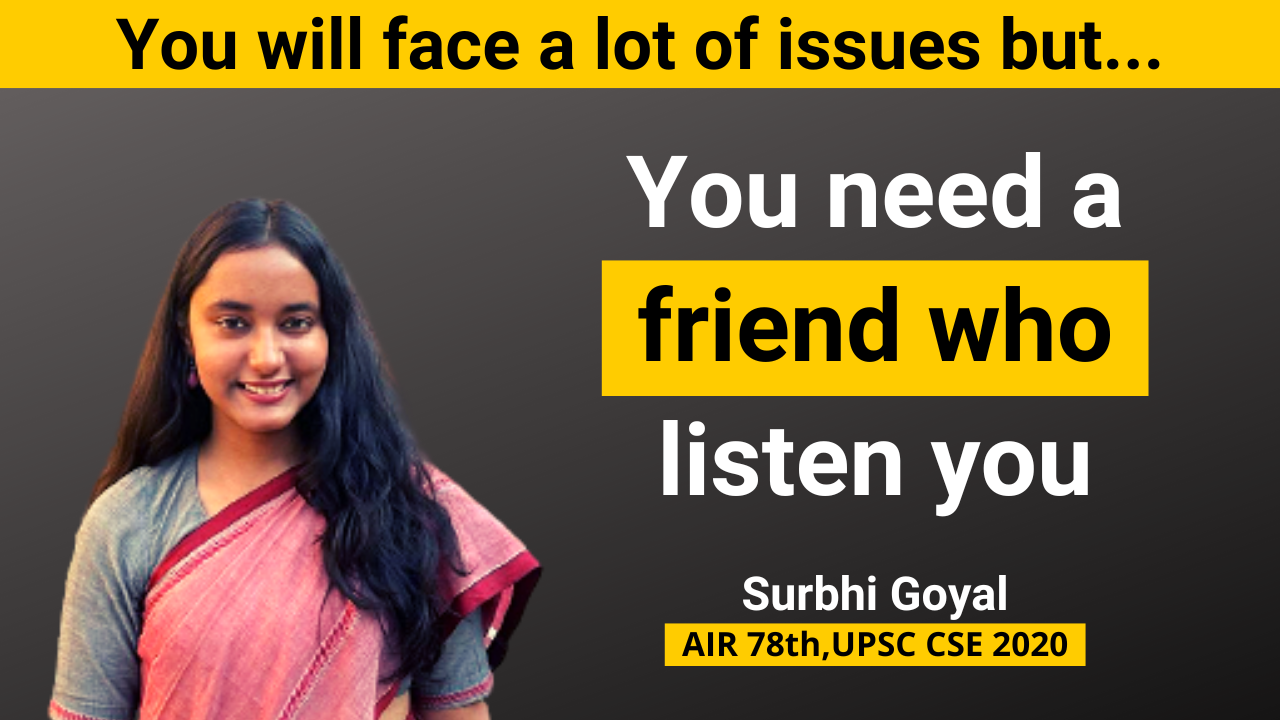 You will face a lot of issues but...
You need a
friend who
listen you
Surbhi Goyal
AIR 78th,UPSC CSE 2020